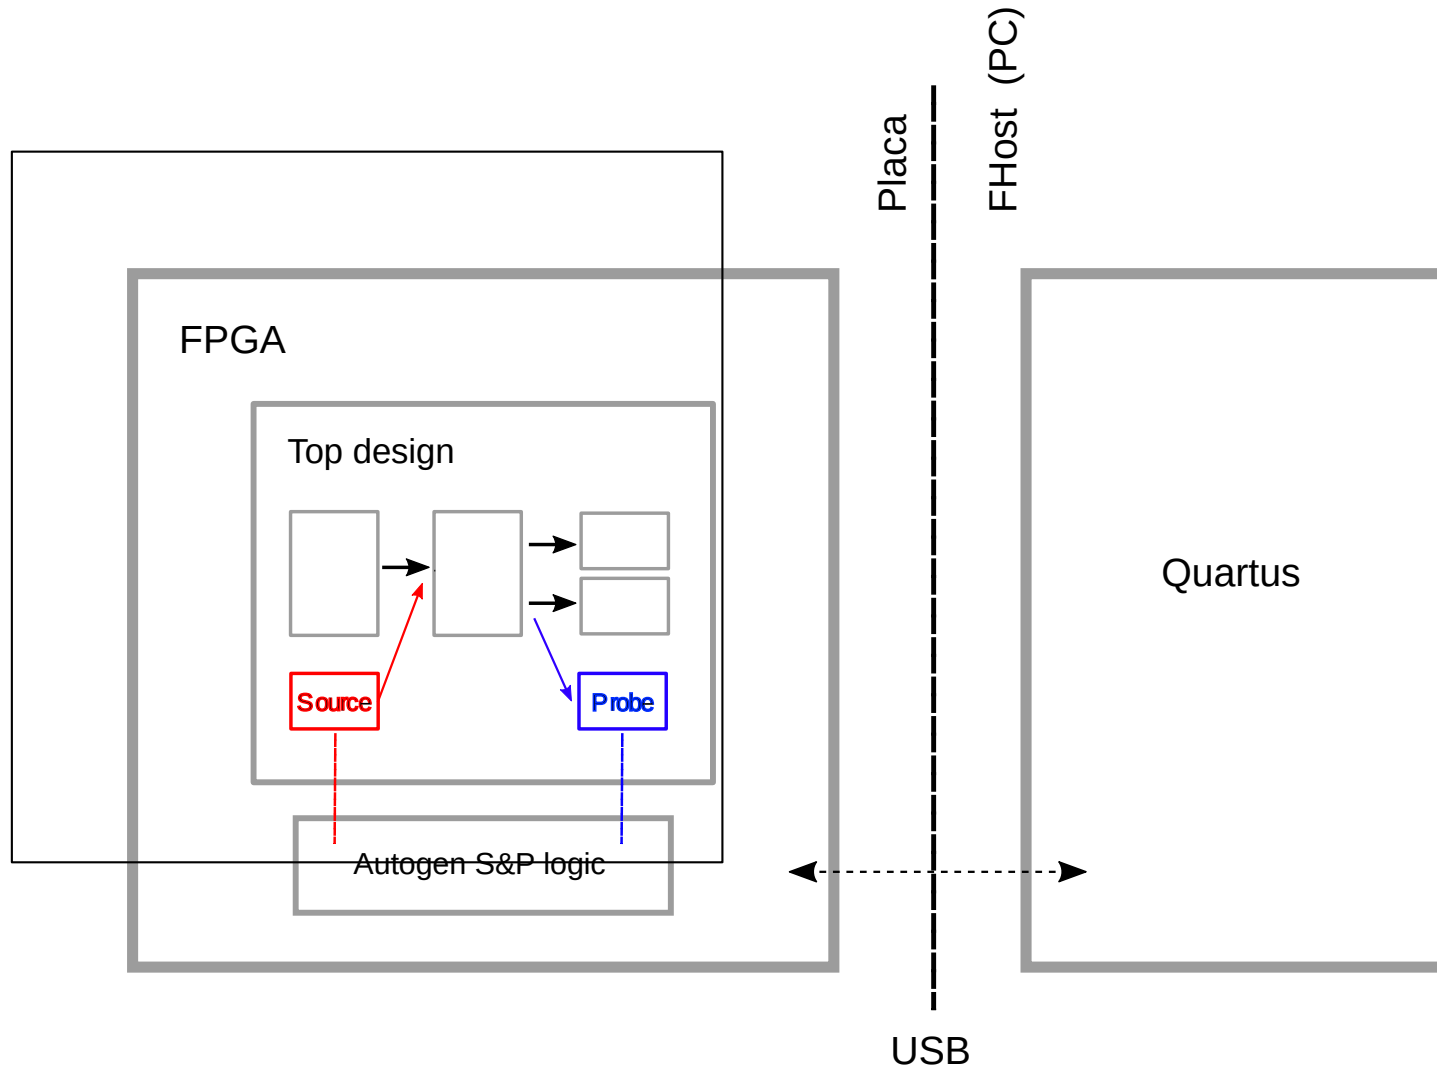 Placa
FHost (PC)
FPGA
Top design
Quartus
Source
Probe
Autogen S&P logic
USB